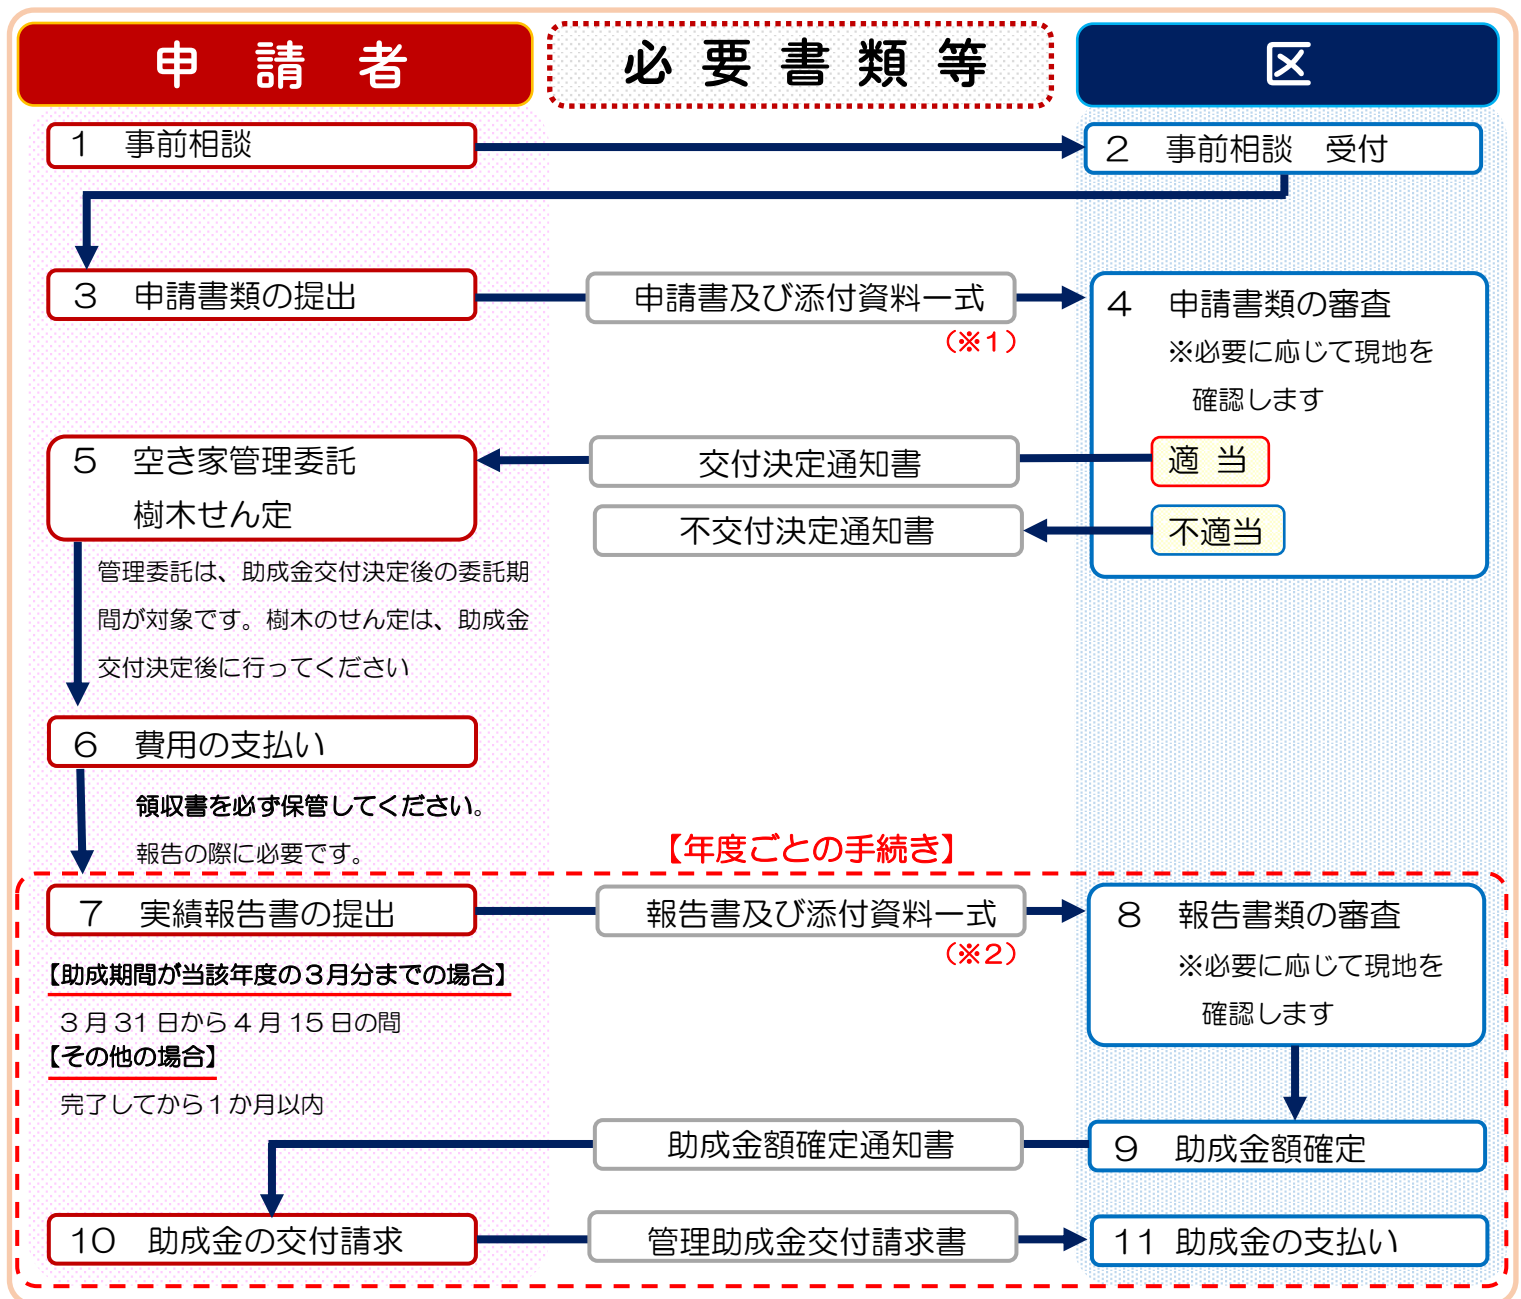 申請者
必要書類等
区
１　事前相談
２　事前相談　受付
３　申請書類の提出
申請書及び添付資料一式
（※１）
４　申請書類の審査
※必要に応じて現地を
確認します
５　空き家管理委託
樹木せん定
交付決定通知書
適 当
不交付決定通知書
不適当
管理委託は、助成金交付決定後の委託期
間が対象です。樹木のせん定は、助成金
交付決定後に行ってください
６　費用の支払い
領収書を必ず保管してください。
報告の際に必要です。
【年度ごとの手続き】
７　実績報告書の提出
報告書及び添付資料一式
（※２）
８　報告書類の審査
※必要に応じて現地を
確認します
【助成期間が当該年度の３月分までの場合】
３月31日から４月15日の間
【その他の場合】
完了してから１か月以内
助成金額確定通知書
９　助成金額確定
10　助成金の交付請求
管理助成金交付請求書
11 助成金の支払い